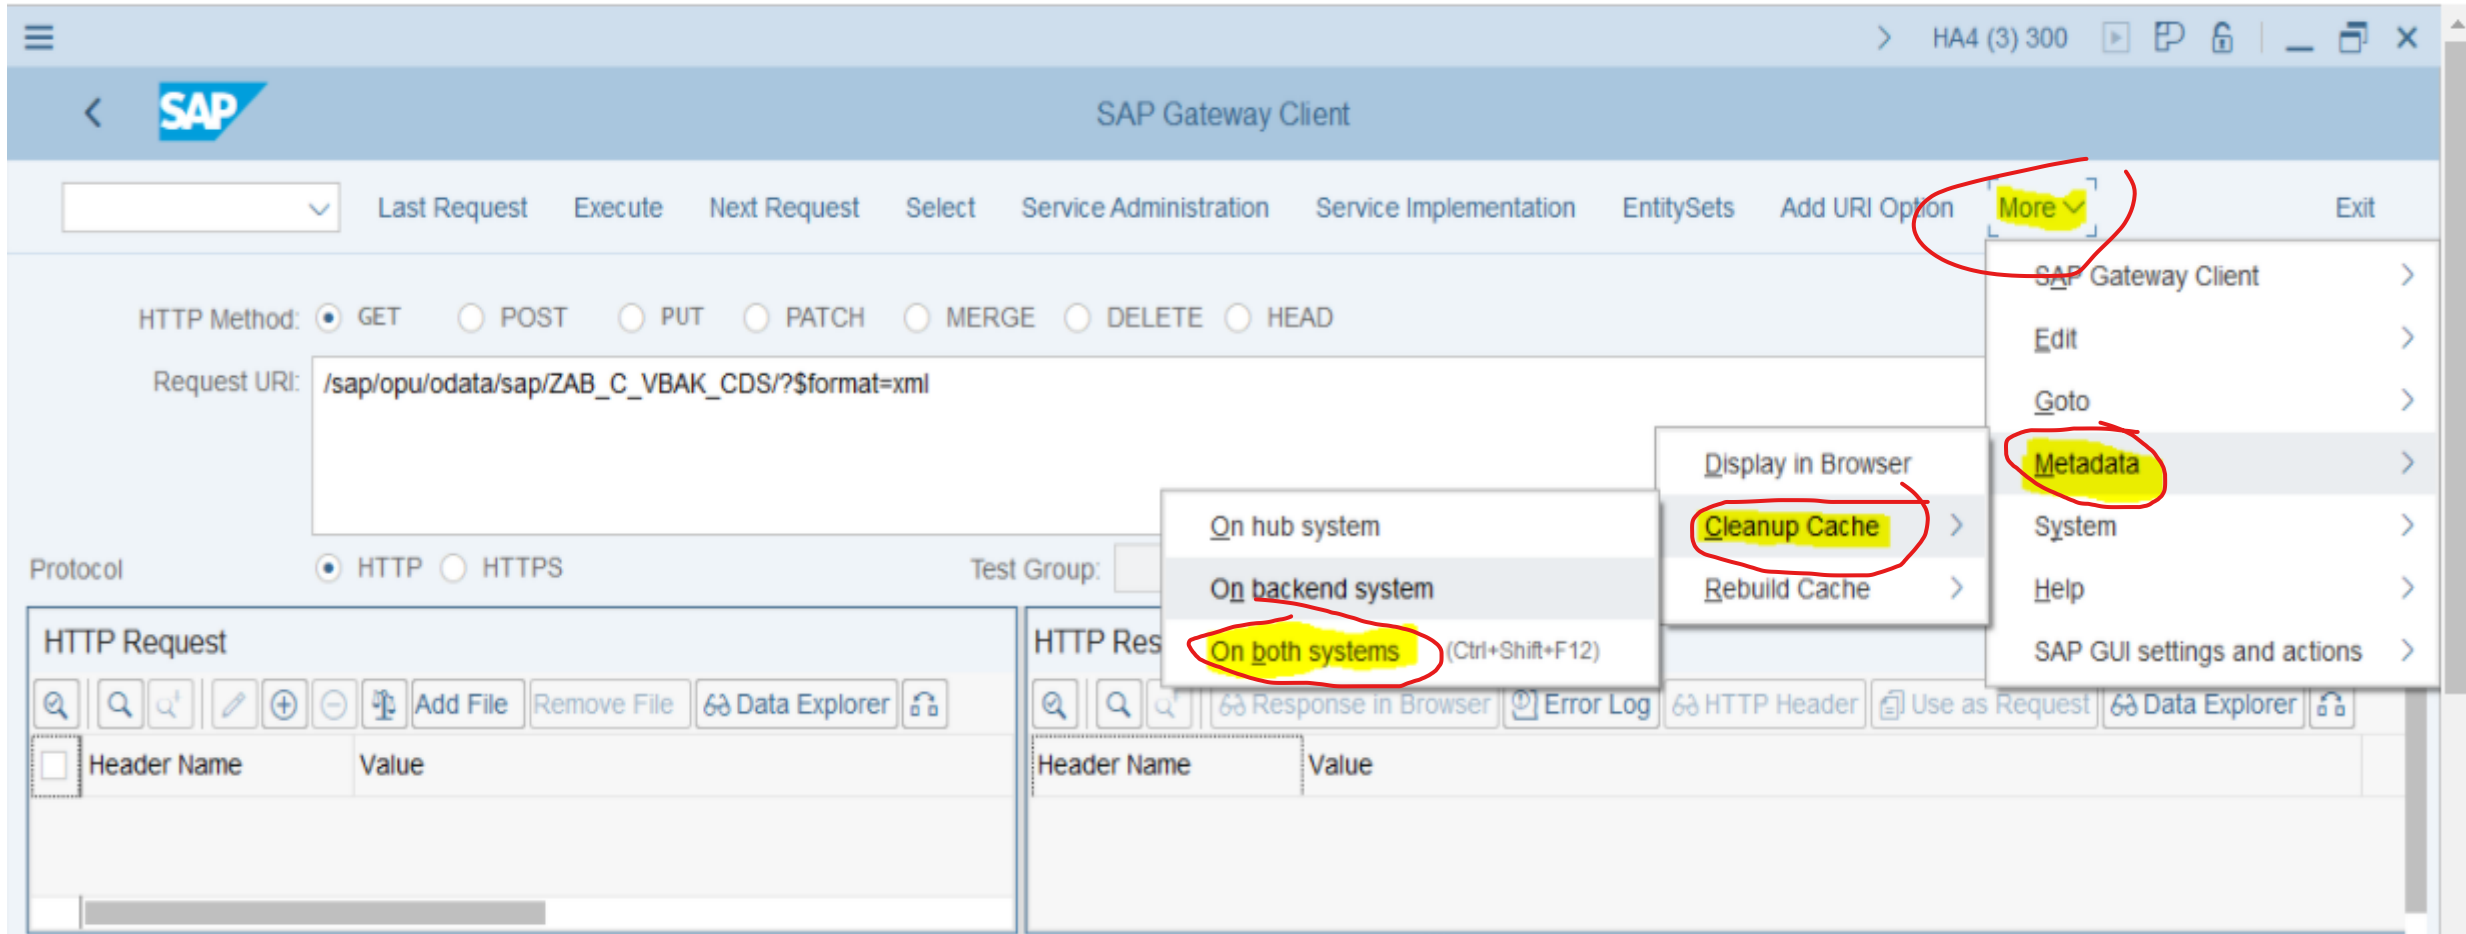 HA4 (3) 300
SAP
SAP Gateway Client
Last Request Execute Next Request Select Service Administration Service Implementation EntitySets Add URI Option More Exit
SAP Gateway Client
Edit
Goto
Metadata
System
Help
SAP GUI settings and actions
Display in Browser
Cleanup Cache
Rebuild Cache
On hub system
On backend system
On both systems (Ctrl+Shift+F12)
HTTP Method: GET POST PUT PATCH MERGE DELETE HEAD
Request URI: /sap/opu/odata/sap/ZAB_C_VBAK_CDS/?$format=xml
Protocol HTTP HTTPS Test Group:
HTTP Request
Add File Remove File Data Explorer
Header Name Value
HTTP Res
Response in Browser Error Log HTTP Header Use as Request Data Explorer
Header Name Value